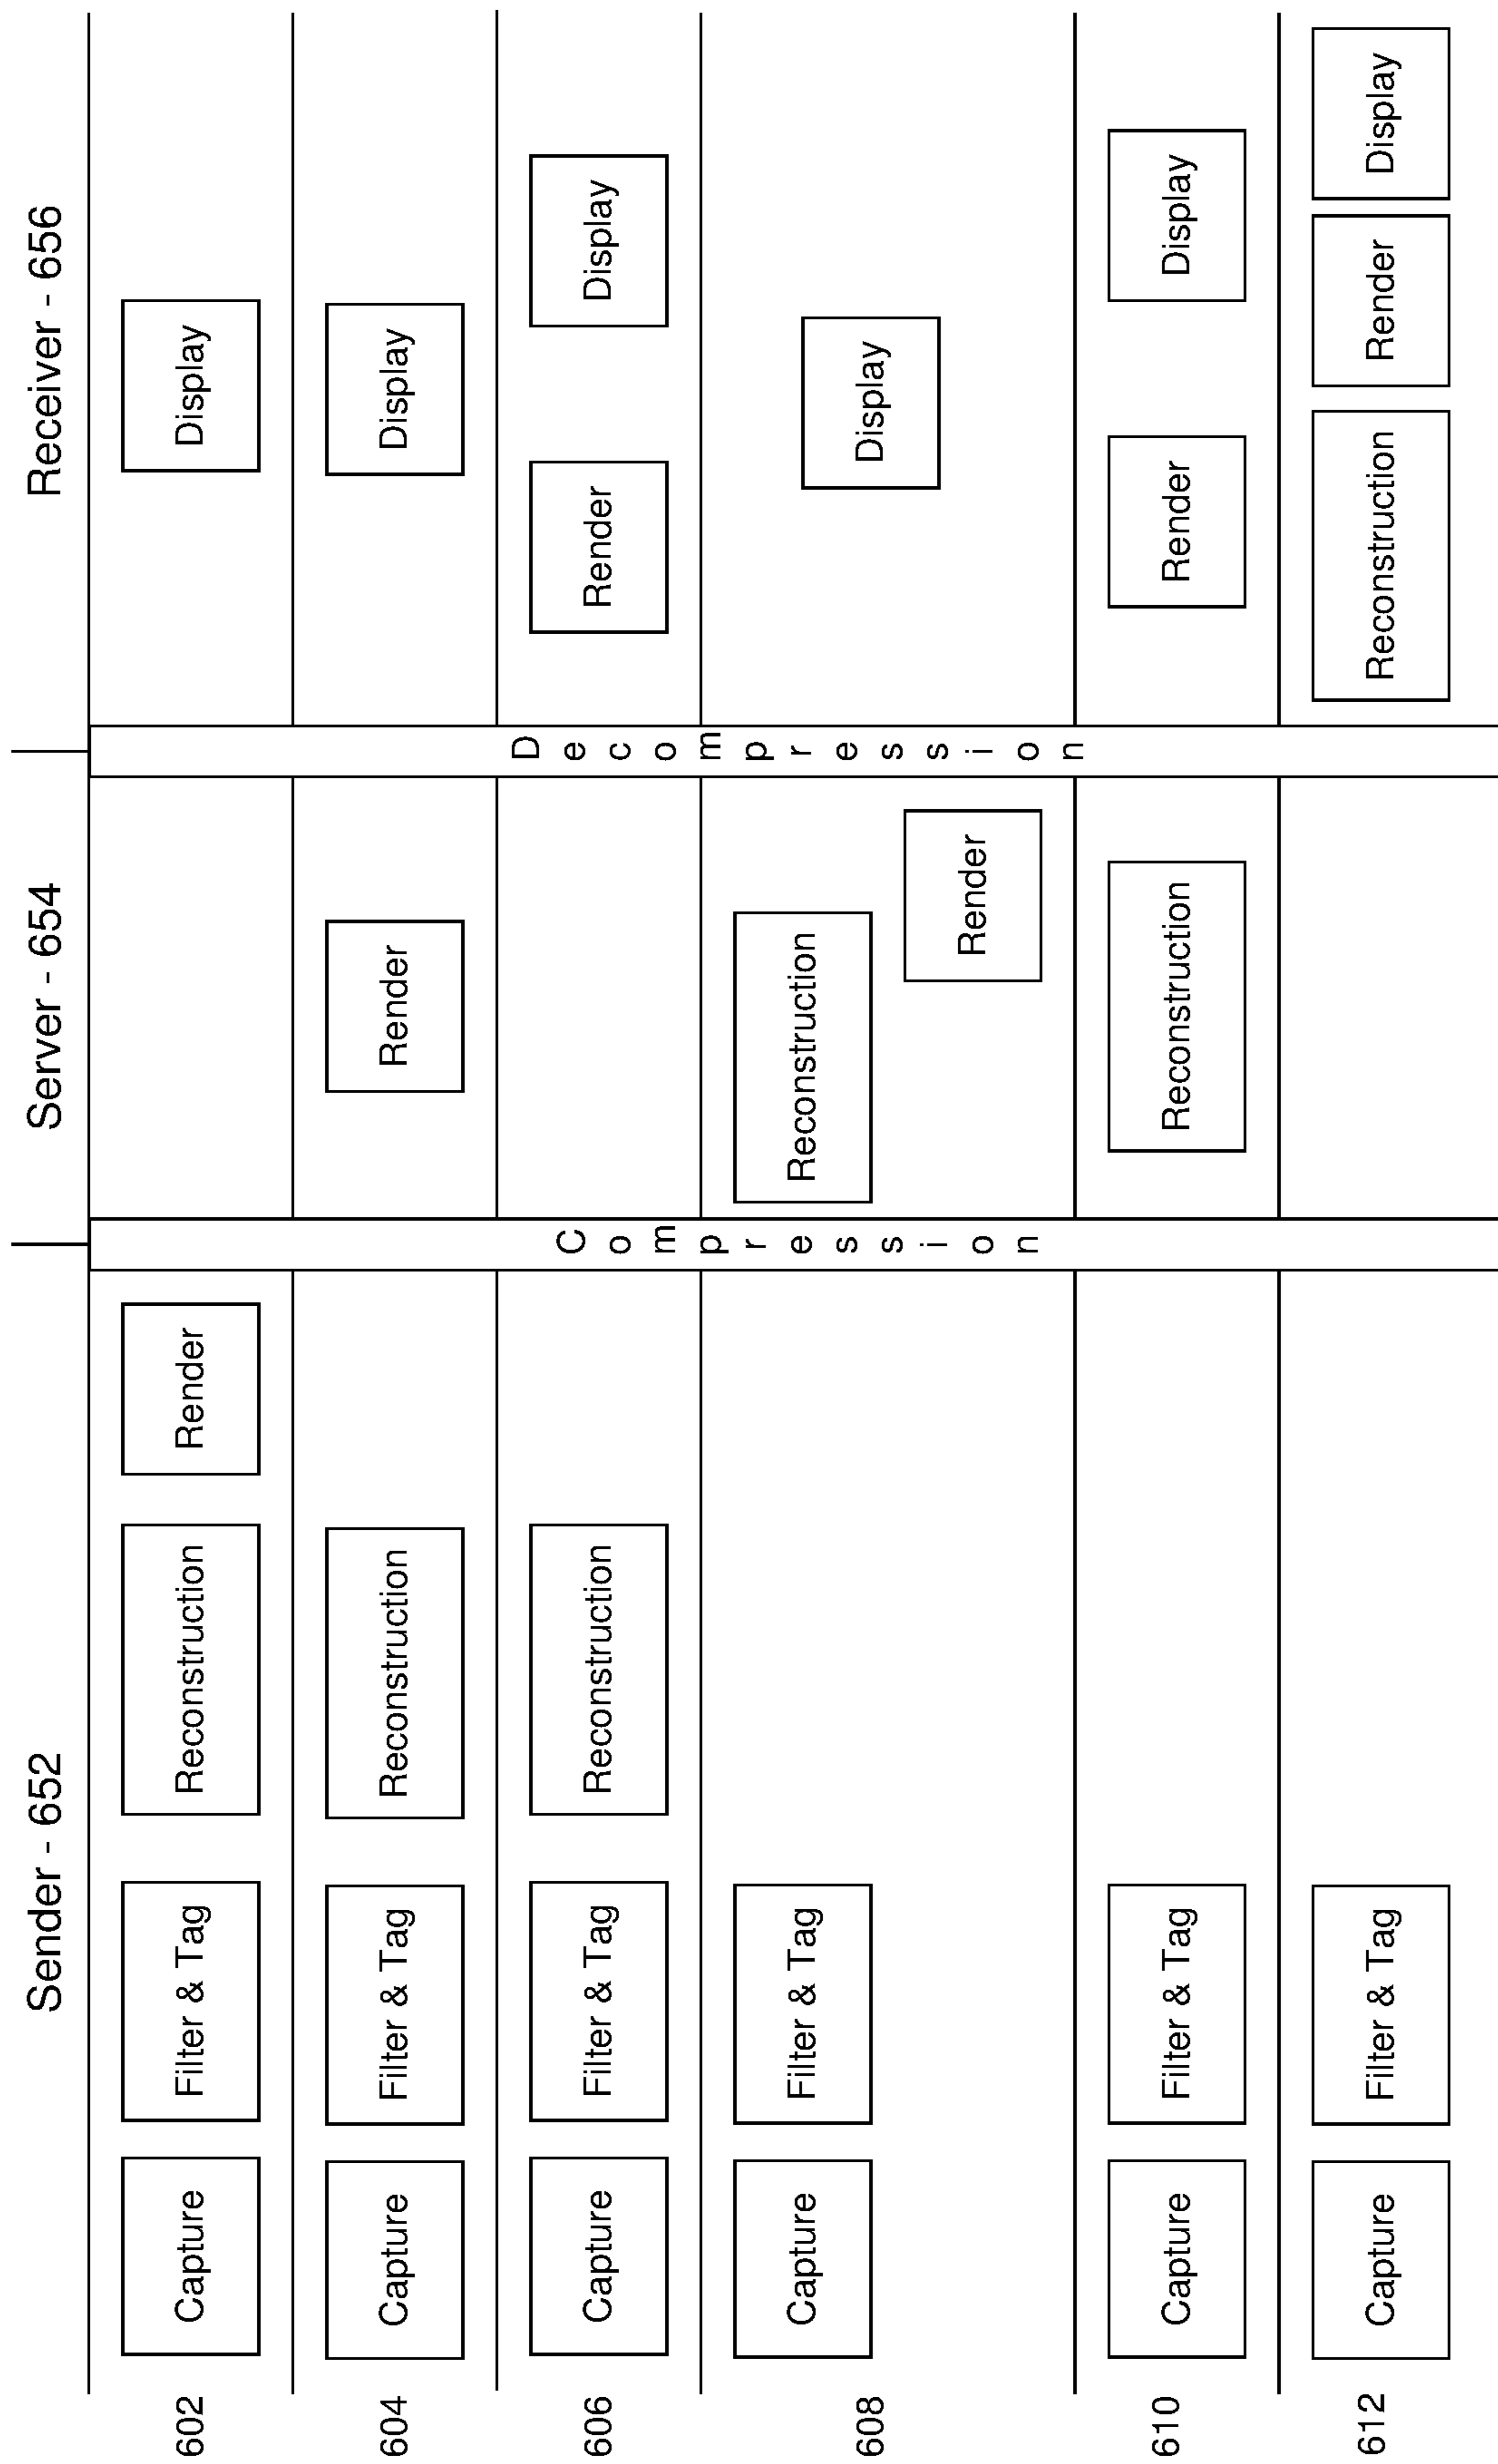 Sender - 652
Server - 654
Receiver - 656
602
Capture
Filter & Tag
Reconstruction
Render
Display
604
Capture
Filter & Tag
Reconstruction
Render
Display
606
Capture
Filter & Tag
Reconstruction
Render
Display
608
Capture
Filter & Tag
Reconstruction
Render
Display
610
Capture
Filter & Tag
Reconstruction
Render
Display
612
Capture
Filter & Tag
Reconstruction
Render
Display
Compression
Decompression